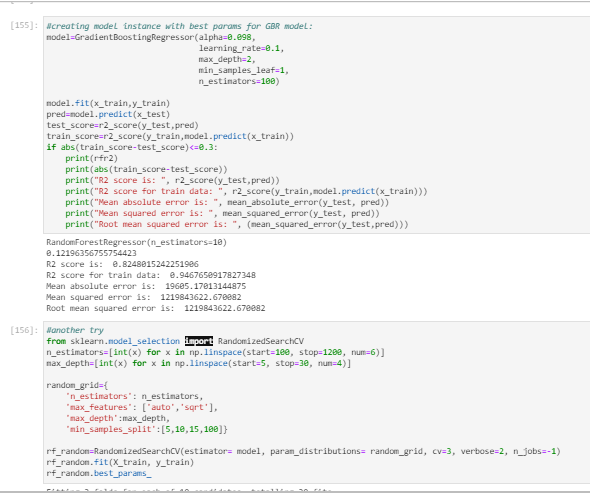 [155]: #creating model instance with best params for GBR model:
model=GradientBoostingRegressor(alpha=0.098,
learning_rate=0.1,
max_depth=2,
min_samples_leaf=1,
n_estimators=100)
model.fit(x_train,y_train)
pred=model.predict(x_test)
test_score=r2_score(y_test,pred)
train_score=r2_score(y_train,model.predict(x_train))
if abs(train_score-test_score)<=0.3:
print(rfr2)
print(abs(train_score-test_score))
print("R2 score is: ", r2_score(y_test,pred))
print("R2 score for train data: ", r2_score(y_train,model.predict(x_train)))
print("Mean absolute error is: ", mean_absolute_error(y_test, pred))
print("Mean squared error is: ", mean_squared_error(y_test, pred))
print("Root mean squared error is: ", (mean_squared_error(y_test,pred)))
RandomForestRegressor(n_estimators=10)
0.12196356755754423
R2 score is:  0.8248015242251906
R2 score for train data:  0.9467650917827348
Mean absolute error is:  19605.17013144875
Mean squared error is:  1219843622.670082
Root mean squared error is:  1219843622.670082
[156]: #another try
from sklearn.model_selection import RandomizedSearchCV
n_estimators=[int(x) for x in np.linspace(start=100, stop=1200, num=6)]
max_depth=[int(x) for x in np.linspace(start=5, stop=30, num=4)]
random_grid={
'n_estimators': n_estimators,
'max_features': ['auto','sqrt'],
'max_depth':max_depth,
'min_samples_split':[5,10,15,100]}
rf_random=RandomizedSearchCV(estimator= model, param_distributions= random_grid, cv=3, verbose=2, n_jobs=-1)
rf_random.fit(X_train, y_train)
rf_random.best_params_